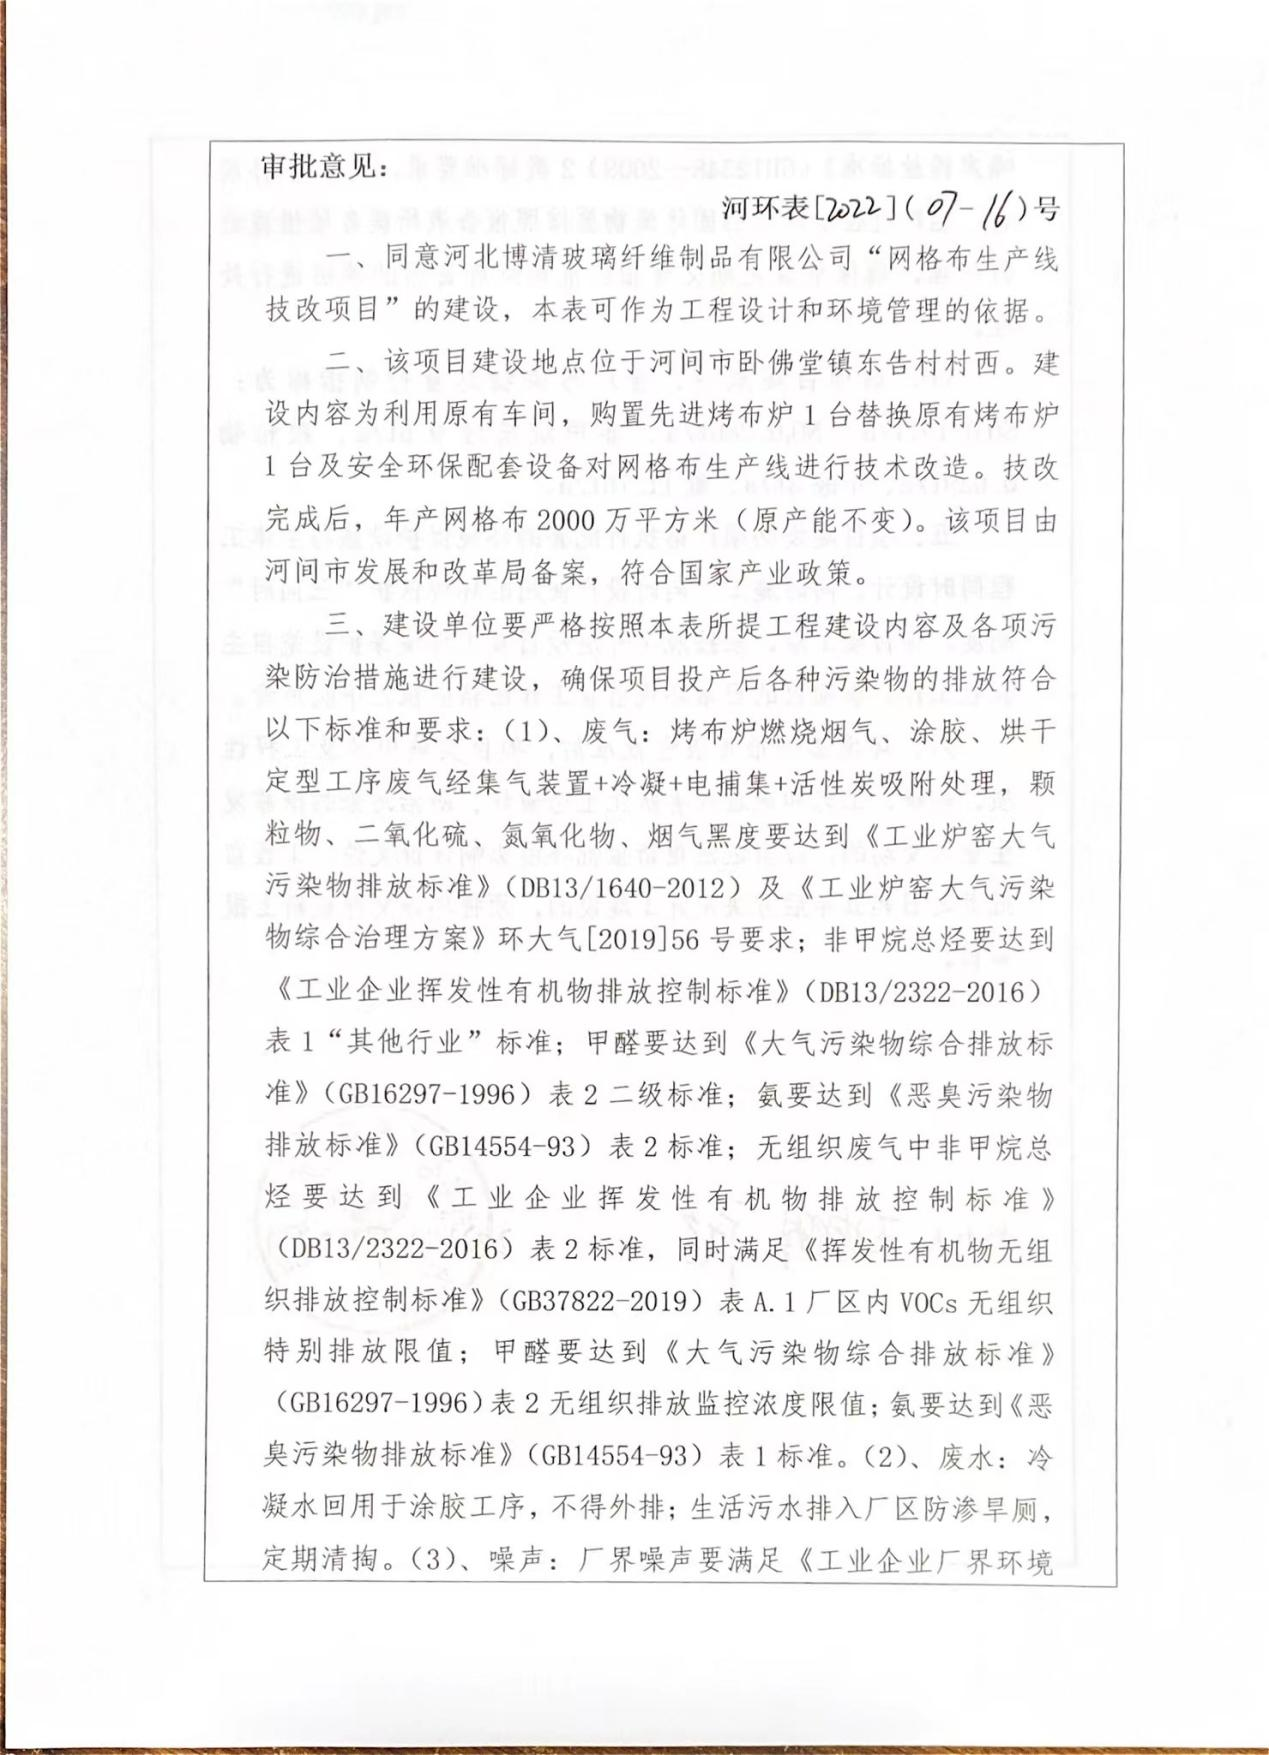 审批意见：
河环表[2022](07-16)号
一、同意河北博清玻璃纤维制品有限公司“网格布生产线
技改项目”的建设，本表可作为工程设计和环境管理的依据。
二、该项目建设地点位于河间市卧佛堂镇东告村村西。建
设内容为利用原有车间，购置先进烤布炉1台替换原有烤布炉
1台及安全环保配套设备对网格布生产线进行技术改造。技改
完成后，年产网格布2000万平方米（原产能不变）。该项目由
河间市发展和改革局备案，符合国家产业政策。
三、建设单位要严格按照本表所提工程建设内容及各项污
染防治措施进行建设，确保项目投产后各种污染物的排放符合
以下标准和要求：（1）、废气：烤布炉燃烧烟气、涂胶、烘干
定型工序废气经集气装置+冷凝+电捕集+活性炭吸附处理，颗
粒物、二氧化硫、氮氧化物、烟气黑度要达到《工业炉窑大气
污染物排放标准》（DB13/1640-2012）及《工业炉窑大气污染
物综合治理方案》环大气[2019]56号要求；非甲烷总烃要达到
《工业企业挥发性有机物排放控制标准》（DB13/2322-2016）
表1“其他行业”标准；甲醛要达到《大气污染物综合排放标
准》（GB16297-1996）表2二级标准；氨要达到《恶臭污染物
排放标准》（GB14554-93）表2标准；无组织废气中非甲烷总
烃要达到《工业企业挥发性有机物排放控制标准》
（DB13/2322-2016）表2标准，同时满足《挥发性有机物无组
织排放控制标准》（GB37822-2019）表A.1厂区内VOCs无组织
特别排放限值；甲醛要达到《大气污染物综合排放标准》
（GB16297-1996）表2无组织排放监控浓度限值；氨要达到《恶
臭污染物排放标准》（GB14554-93）表1标准。（2）、废水：冷
凝水回用于涂胶工序，不得外排；生活污水排入厂区防渗旱厕，
定期清掏。（3）、噪声：厂界噪声要满足《工业企业厂界环境